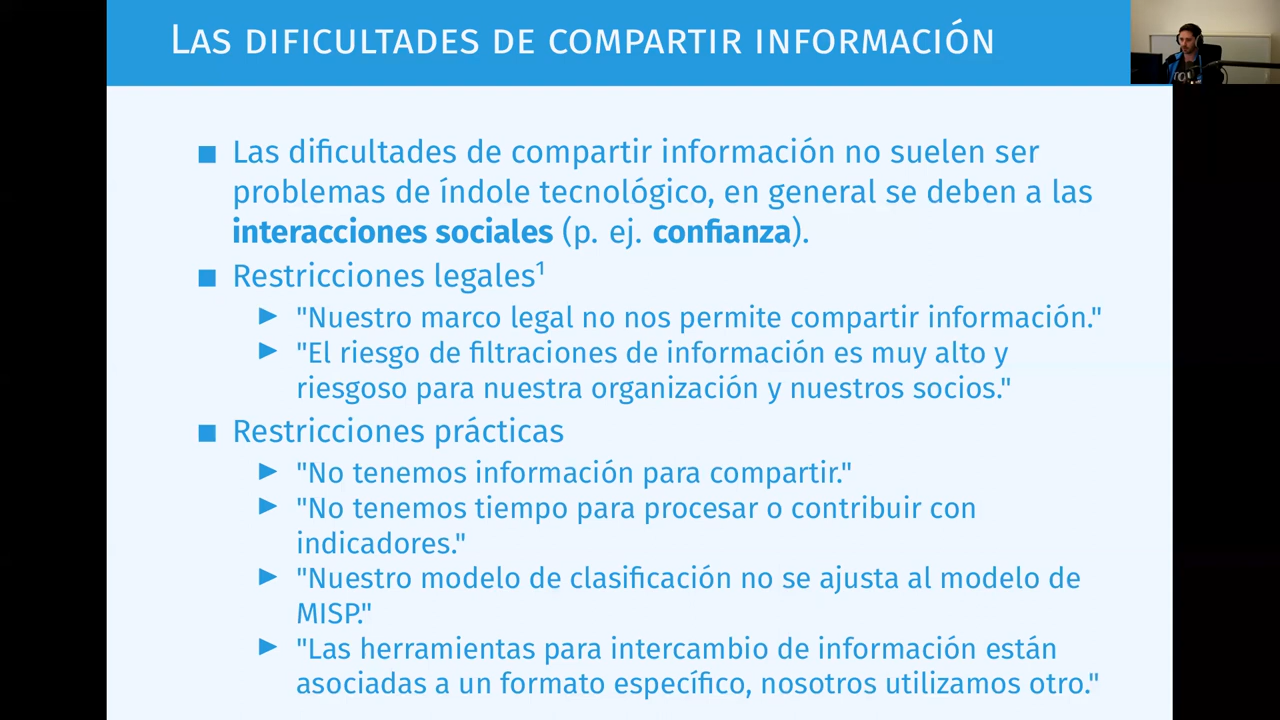 LAS DIFICULTADES DE COMPARTIR INFORMACIÓN
■ Las dificultades de compartir información no suelen ser
problemas de índole tecnológico, en general se deben a las
interacciones sociales (p. ej. confianza).
■ Restricciones legales¹
▶ "Nuestro marco legal no nos permite compartir información."
▶ "El riesgo de filtraciones de información es muy alto y
riesgoso para nuestra organización y nuestros socios."
■ Restricciones prácticas
▶ "No tenemos información para compartir."
▶ "No tenemos tiempo para procesar o contribuir con
indicadores."
▶ "Nuestro modelo de clasificación no se ajusta al modelo de
MISP."
▶ "Las herramientas para intercambio de información están
asociadas a un formato específico, nosotros utilizamos otro."